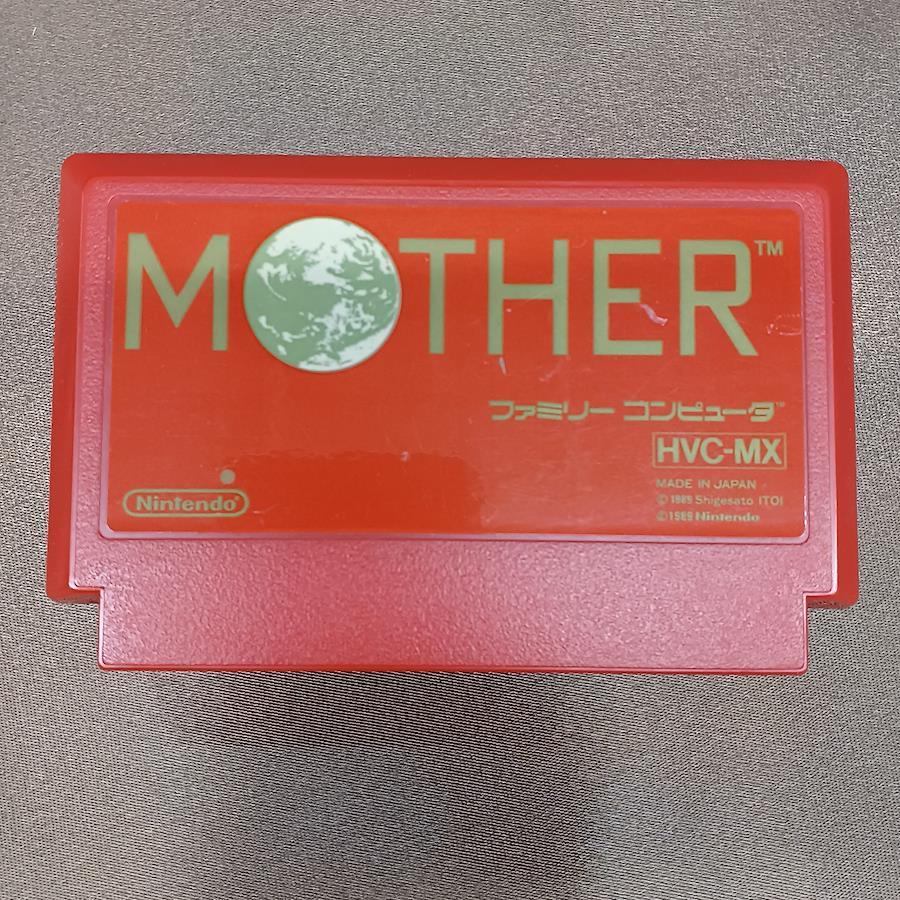 MOTHER™
ファミリー コンピュータ™
HVC-MX
Nintendo®
MADE IN JAPAN
© 1989 Shigesato ITOI
© 1989 Nintendo